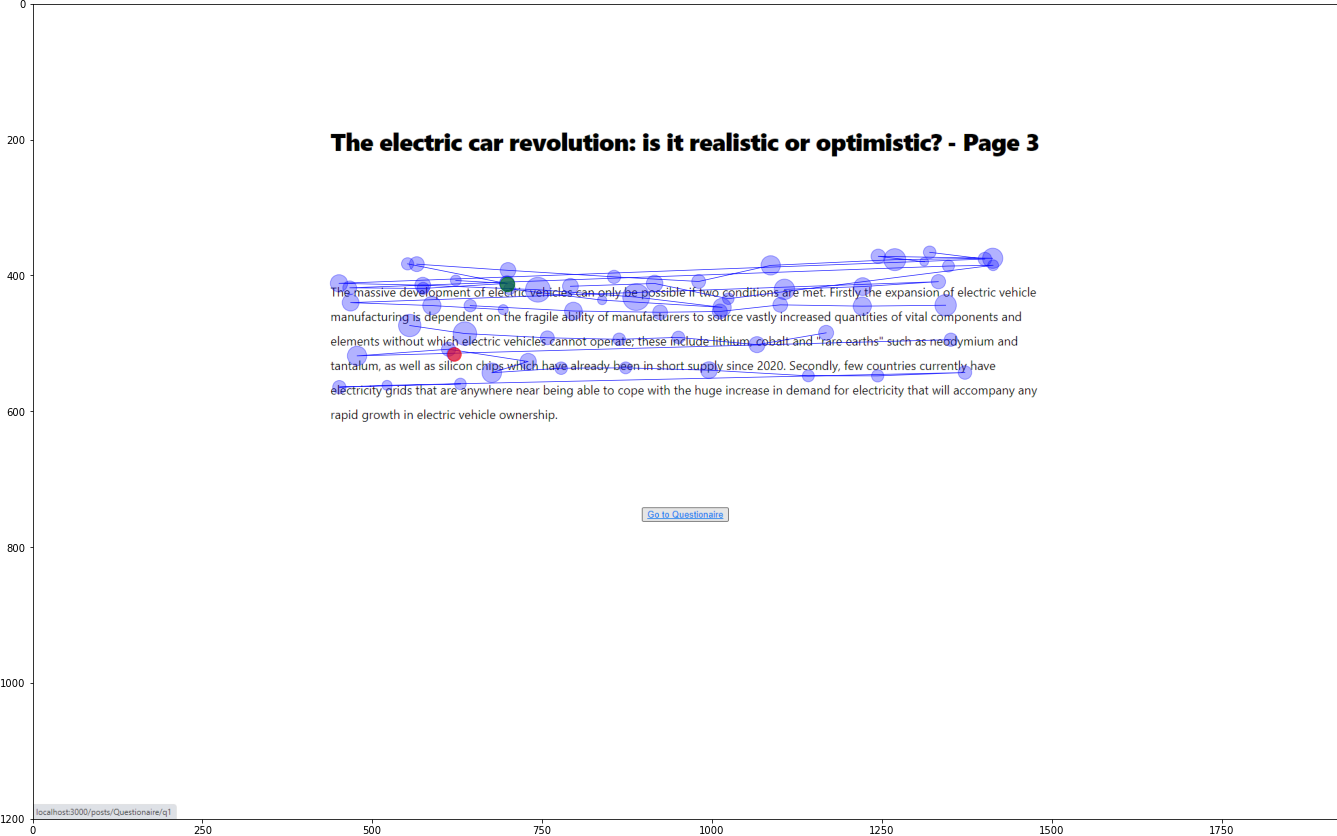 0
200
The electric car revolution: is it realistic or optimistic? - Page 3
400
The massive development of electric vehicles can only be possible if two conditions are met. Firstly the expansion of electric vehicle
manufacturing is dependent on the fragile ability of manufacturers to source vastly increased quantities of vital components and
elements without which electric vehicles cannot operate; these include lithium, cobalt and "rare earths" such as neodymium and
tantalum, as well as silicon chips which have already been in short supply since 2020. Secondly, few countries currently have
electricity grids that are anywhere near being able to cope with the huge increase in demand for electricity that will accompany any
600
rapid growth in electric vehicle ownership.
Go to Questionaire
800
1000
localhost:3000/posts/Questionaire/q1
1200
0 250 500 750 1000 1250 1500 1750